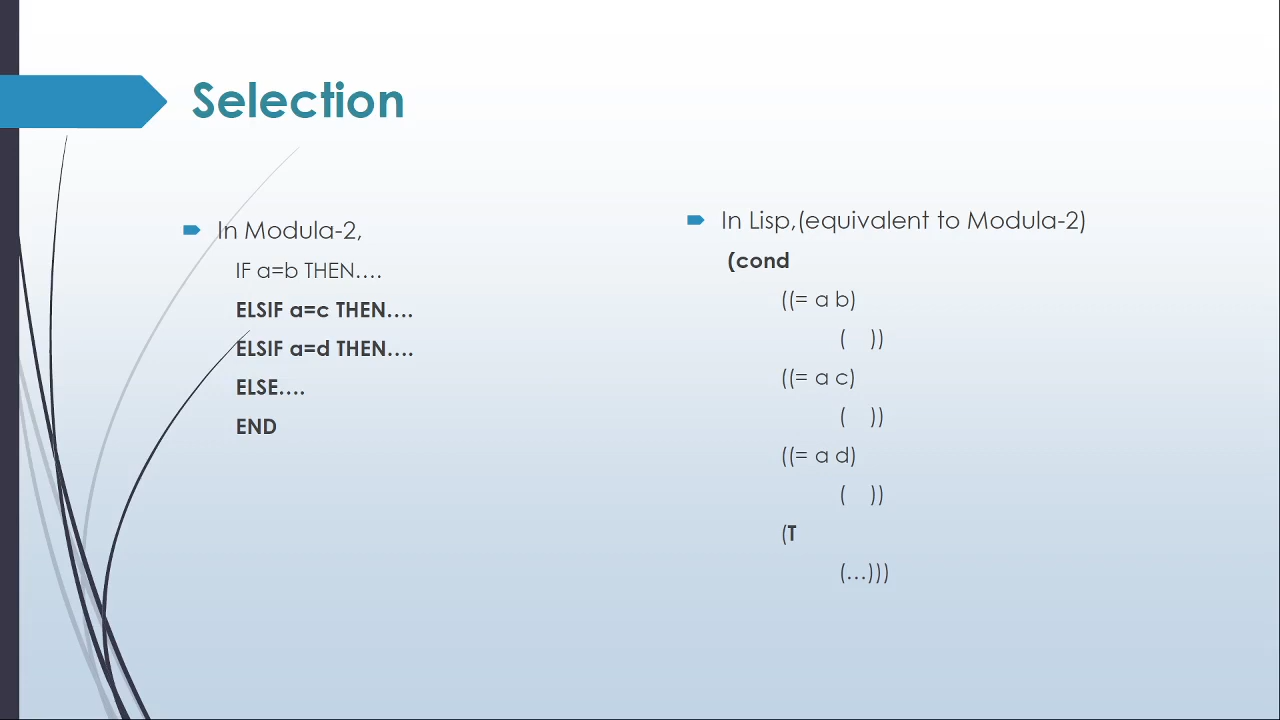 Selection
In Modula-2,
IF a=b THEN....
ELSIF a=c THEN....
ELSIF a=d THEN....
ELSE....
END
In Lisp,(equivalent to Modula-2)
(cond
((= a b)
(    ))
((= a c)
(    ))
((= a d)
(    ))
(T
(...)))